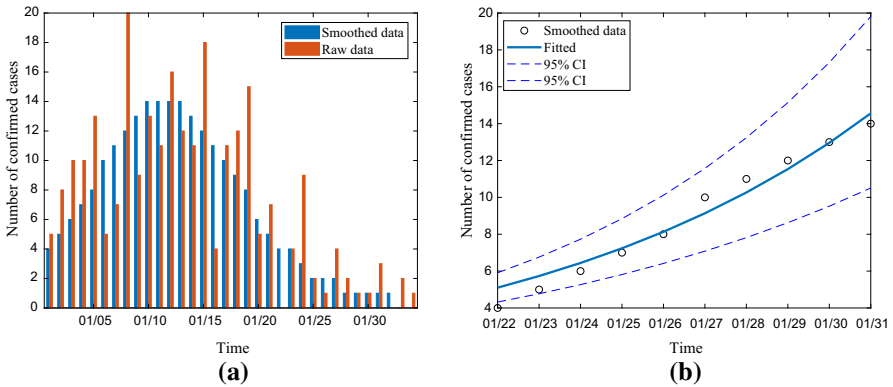 20
18
16
14
12
10
8
6
4
2
0
Number of confirmed cases
Smoothed data
Raw data
01/05 01/10 01/15 01/20 01/25 01/30
Time
(a)
20
18
16
14
12
10
8
6
4
Number of confirmed cases
Smoothed data
Fitted
95% CI
95% CI
01/22 01/23 01/24 01/25 01/26 01/27 01/28 01/29 01/30 01/31
Time
(b)